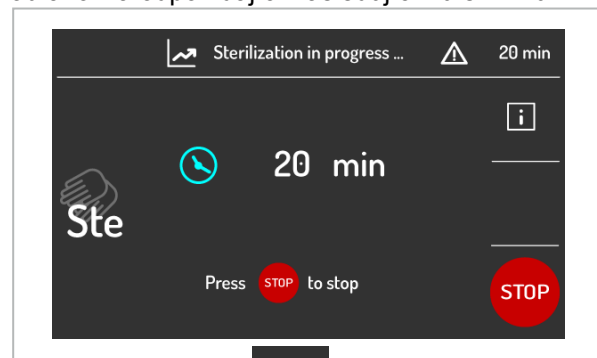 Sterilization in progress ... 20 min
i
20 min
Ste
Press STOP to stop
STOP